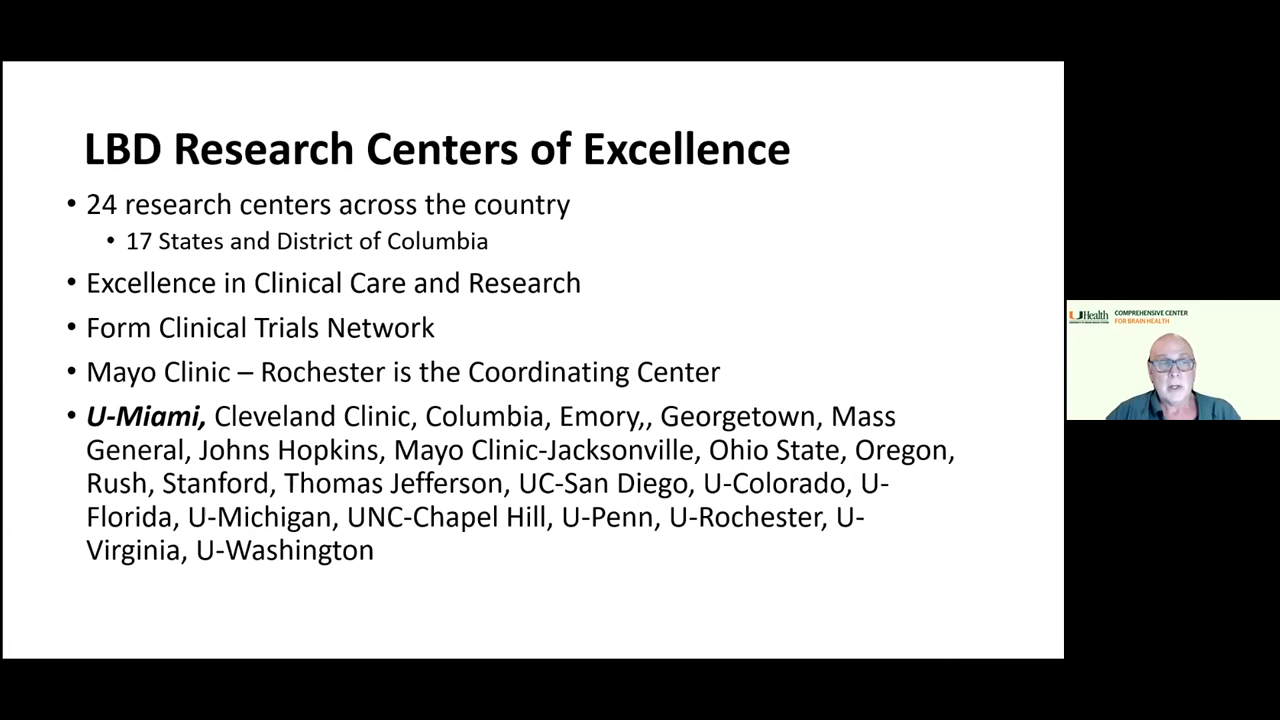 LBD Research Centers of Excellence
• 24 research centers across the country
• 17 States and District of Columbia
• Excellence in Clinical Care and Research
• Form Clinical Trials Network
• Mayo Clinic – Rochester is the Coordinating Center
• U-Miami, Cleveland Clinic, Columbia, Emory,, Georgetown, Mass
General, Johns Hopkins, Mayo Clinic-Jacksonville, Ohio State, Oregon,
Rush, Stanford, Thomas Jefferson, UC-San Diego, U-Colorado, U-
Florida, U-Michigan, UNC-Chapel Hill, U-Penn, U-Rochester, U-
Virginia, U-Washington
UHealth
COMPREHENSIVE CENTER
FOR BRAIN HEALTH